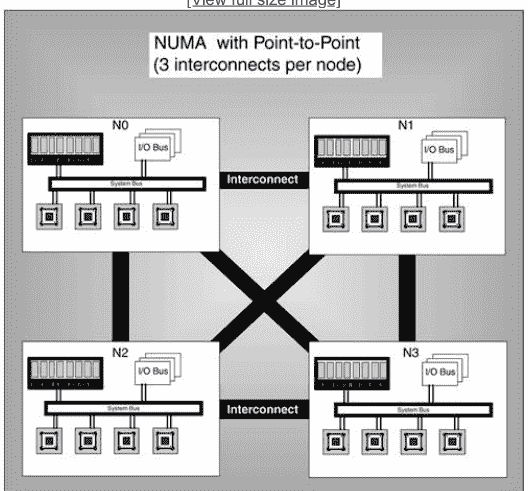 [View full size image]
NUMA with Point-to-Point
(3 interconnects per node)
N0
I/O Bus
System Bus
Interconnect
N1
I/O Bus
System Bus
N2
I/O Bus
System Bus
Interconnect
N3
I/O Bus
System Bus